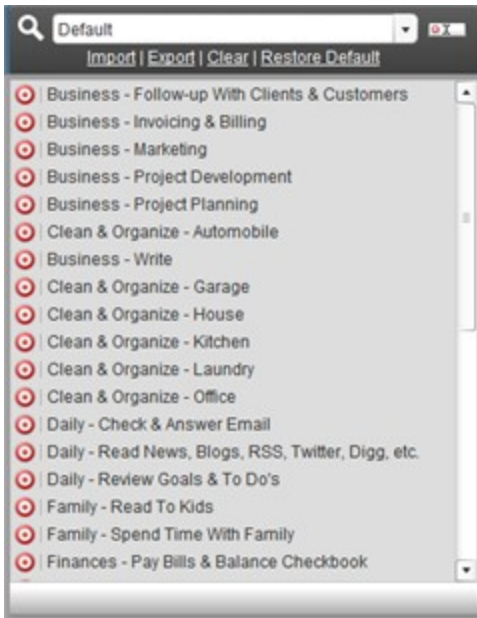 Default
Import | Export | Clear | Restore Default
Business - Follow-up With Clients & Customers
Business - Invoicing & Billing
Business - Marketing
Business - Project Development
Business - Project Planning
Clean & Organize - Automobile
Business - Write
Clean & Organize - Garage
Clean & Organize - House
Clean & Organize - Kitchen
Clean & Organize - Laundry
Clean & Organize - Office
Daily - Check & Answer Email
Daily - Read News, Blogs, RSS, Twitter, Digg, etc.
Daily - Review Goals & To Do's
Family - Read To Kids
Family - Spend Time With Family
Finances - Pay Bills & Balance Checkbook